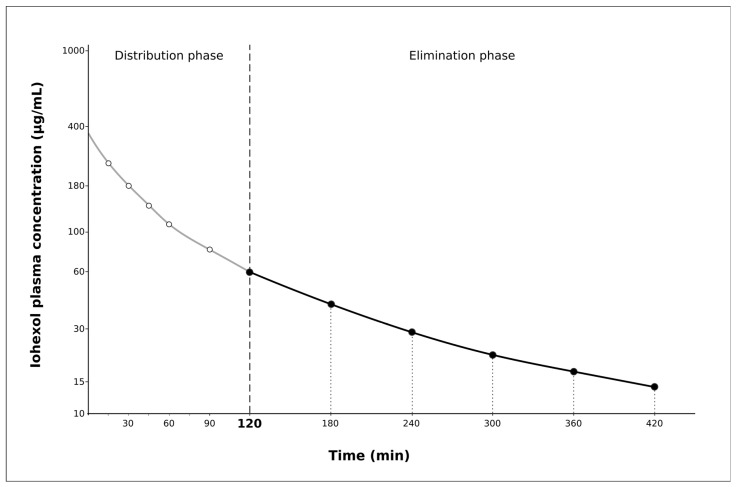 Distribution phase
Elimination phase
Iohexol plasma concentration (µg/mL)
1000
400
180
100
60
30
15
10
30 60 90 120 180 240 300 360 420
Time (min)